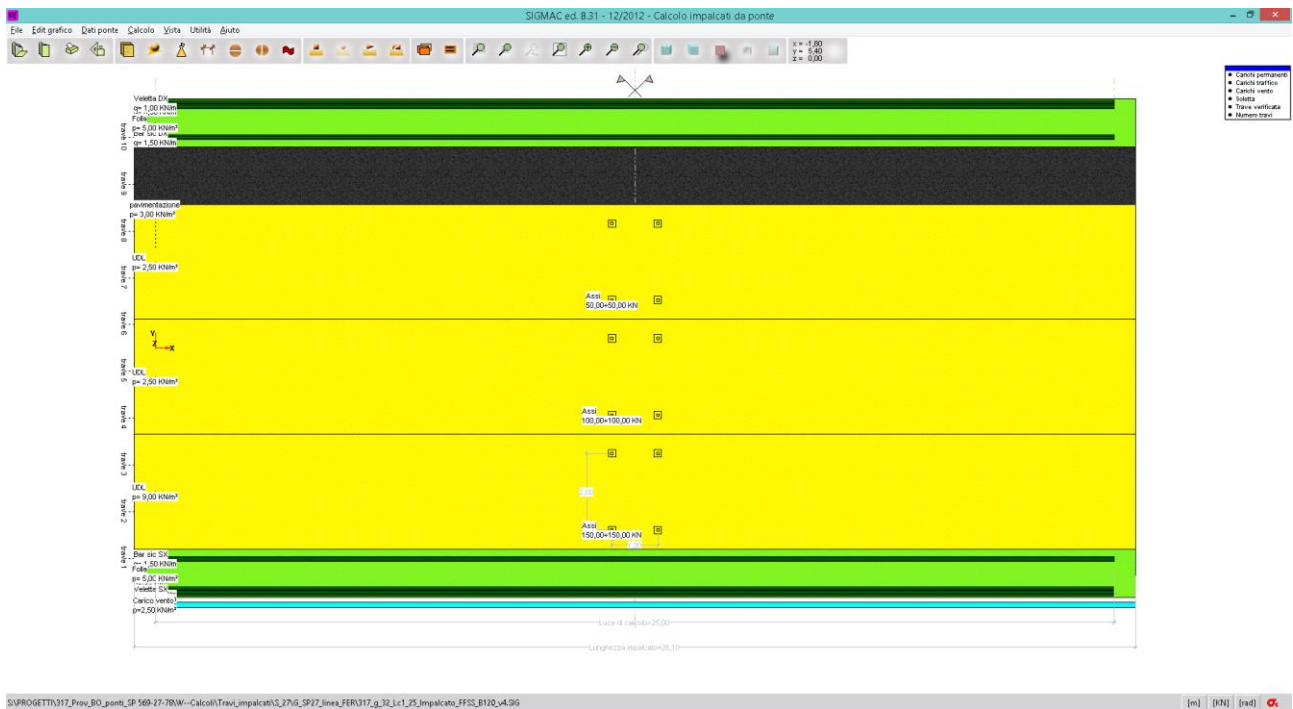 SIGMAC ed. 8.31 - 12/2012 - Calcolo impalcati da ponte
File Edit grafico Dati ponte Calcolo Vista Utilità Aiuto
x = -1,80
y = 5,40
z = 0,00
Carichi permanenti
Carichi traffico
Carichi vento
Soletta
Trave verificata
Numero travi
Veletta DX
q= 1,00 KN/m
Folla
p= 5,00 KN/m²
Bar sic DX
q= 1,50 KN/m
trave 10
trave 9
pavimentazione
p= 3,00 KN/m²
trave 8
UDL
p= 2,50 KN/m²
trave 7
Assi
50,00+50,00 KN
trave 6
Y
Z
X
trave 5
UDL
p= 2,50 KN/m²
trave 4
Assi
100,00+100,00 KN
trave 3
UDL
p= 9,00 KN/m²
2,00
trave 2
Assi
150,00+150,00 KN
1,20
trave 1
Bar sic SX
q= 1,50 KN/m
Folla
p= 5,00 KN/m²
Veletta SX
Carico vento
p=2,50 KN/m²
Luce di calcolo=25,00
Lunghezza impalcato=26,10
S:\PROGETTI\317_Prov_BO_ponti_SP 569-27-78\W--Calcoli\Travi_impalcati\S_27\G_SP27_linea_FER\317_g_32_Lc1_25_Impalcato_FFSS_B120_v4.SIG
[m] [KN] [rad]